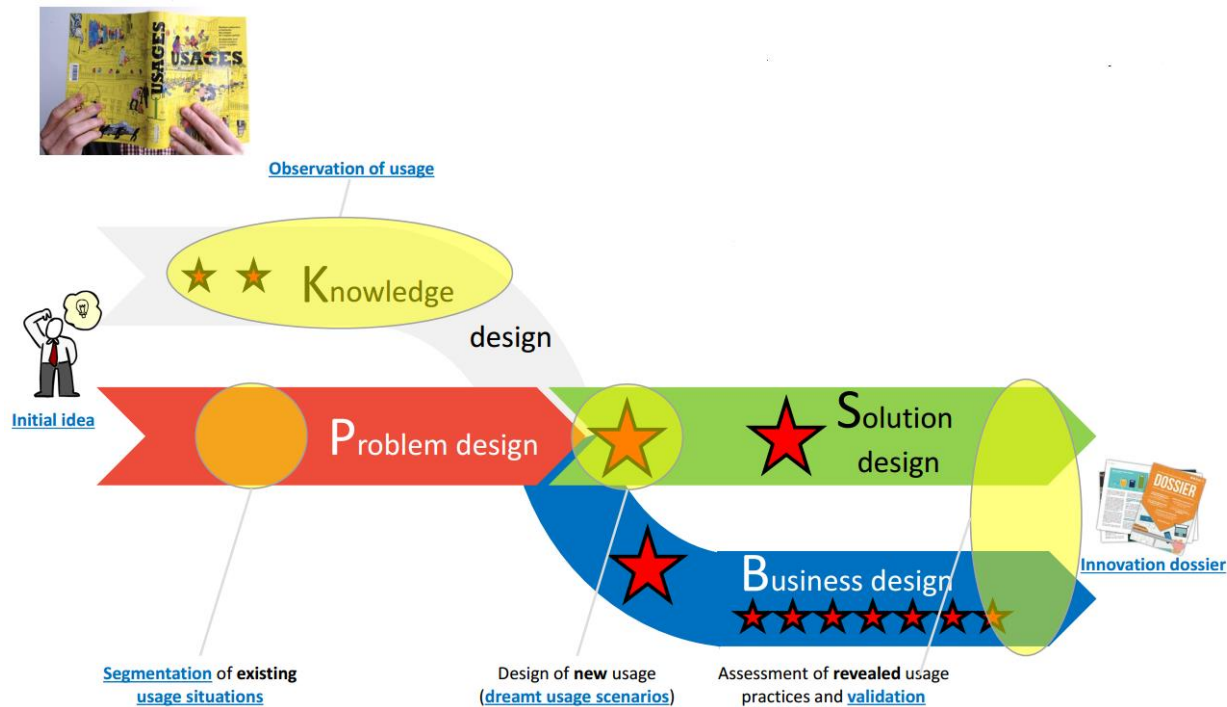 USAGES
USAGES
Observation of usage
Knowledge
design
Initial idea
Problem design
Solution
design
DOSSIER
Business design
Innovation dossier
Segmentation of existing
usage situations
Design of new usage
(dreamt usage scenarios)
Assessment of revealed usage
practices and validation